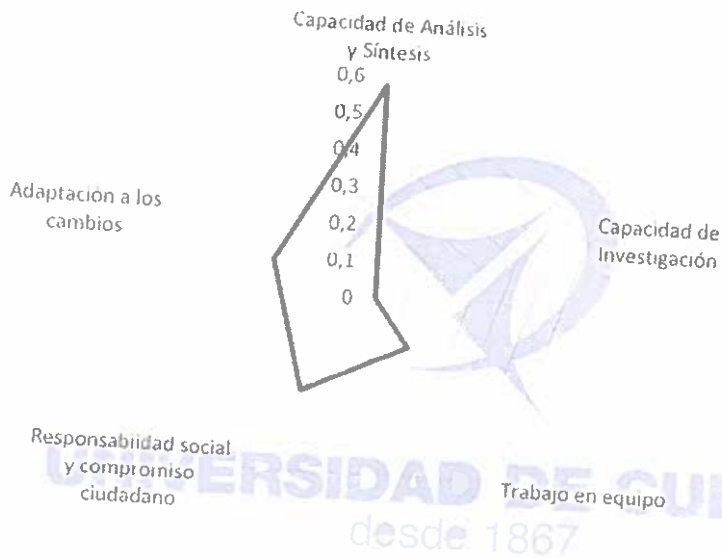 Capacidad de Análisis
y Síntesis
0,6
0,5
0,4
0,3
0,2
0,1
0
Adaptación a los
cambios
Capacidad de
Investigación
Responsabilidad social
y compromiso
ciudadano
Trabajo en equipo
UNIVERSIDAD DE CUE
desde 1867